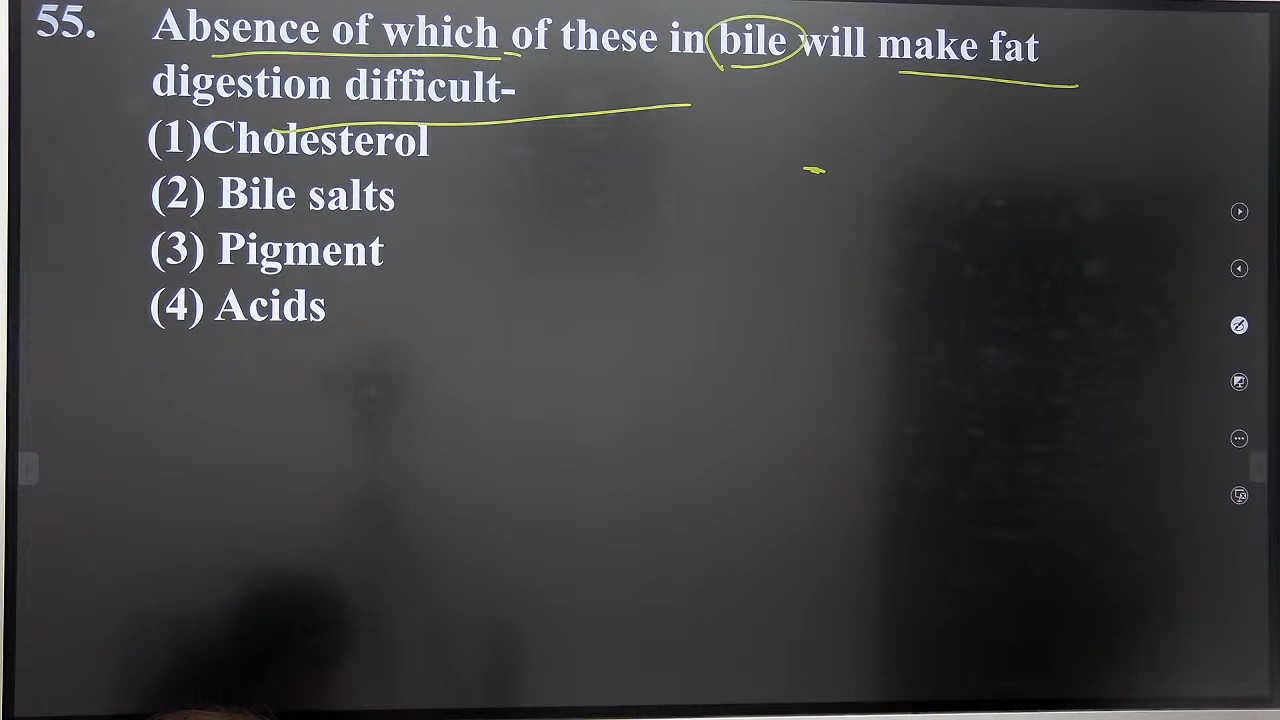 55. Absence of which of these in bile will make fat
digestion difficult-
(1)Cholesterol
(2) Bile salts
(3) Pigment
(4) Acids